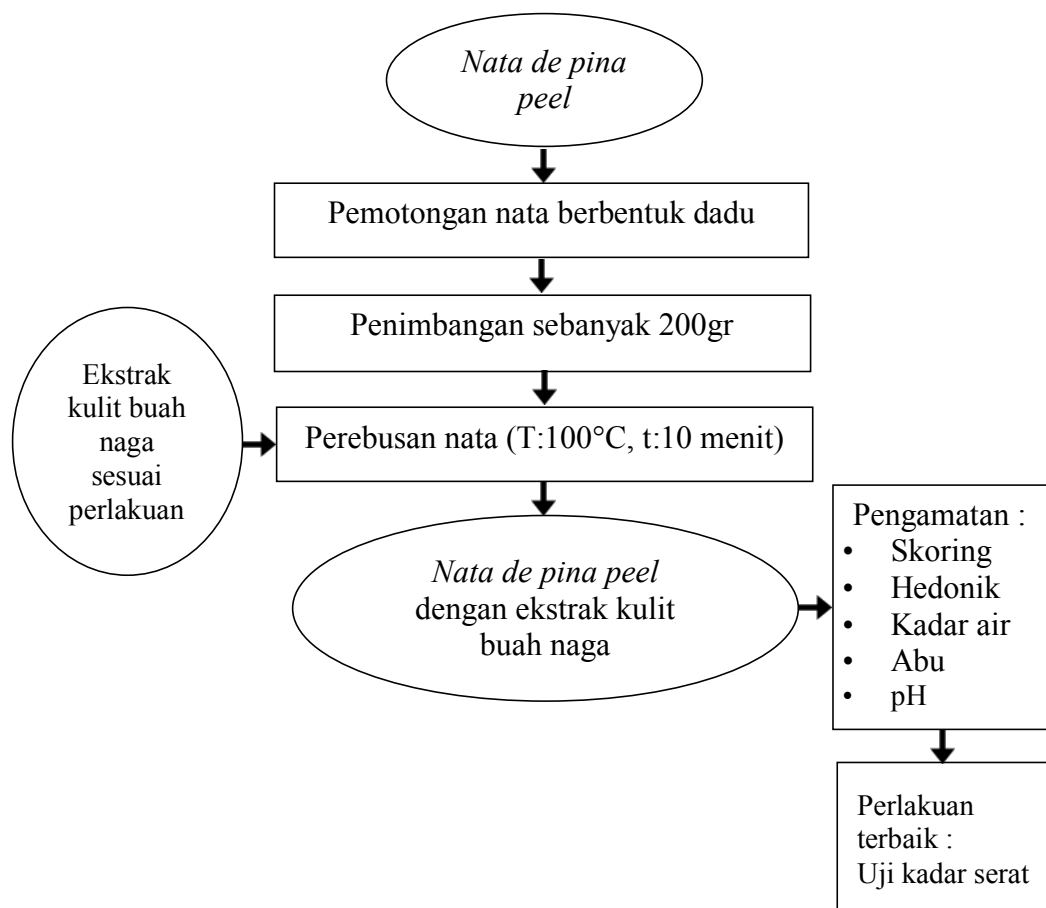 Nata de pina
peel
Pemotongan nata berbentuk dadu
Penimbangan sebanyak 200gr
Ekstrak
kulit buah
naga
sesuai
perlakuan
Perebusan nata (T:100°C, t:10 menit)
Nata de pina peel
dengan ekstrak kulit
buah naga
Pengamatan :
• Skoring
• Hedonik
• Kadar air
• Abu
• pH
Perlakuan
terbaik :
Uji kadar serat